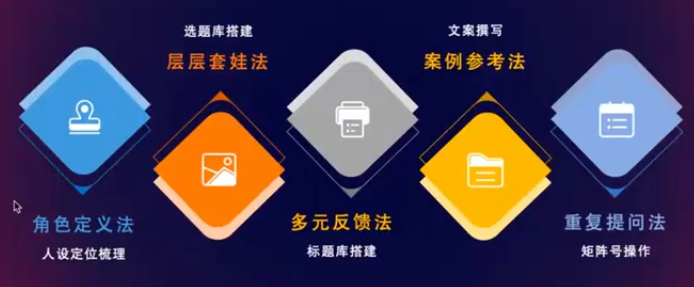 选题库搭建
层层套娃法
文案撰写
案例参考法
角色定义法
人设定位梳理
多元反馈法
标题库搭建
重复提问法
矩阵号操作